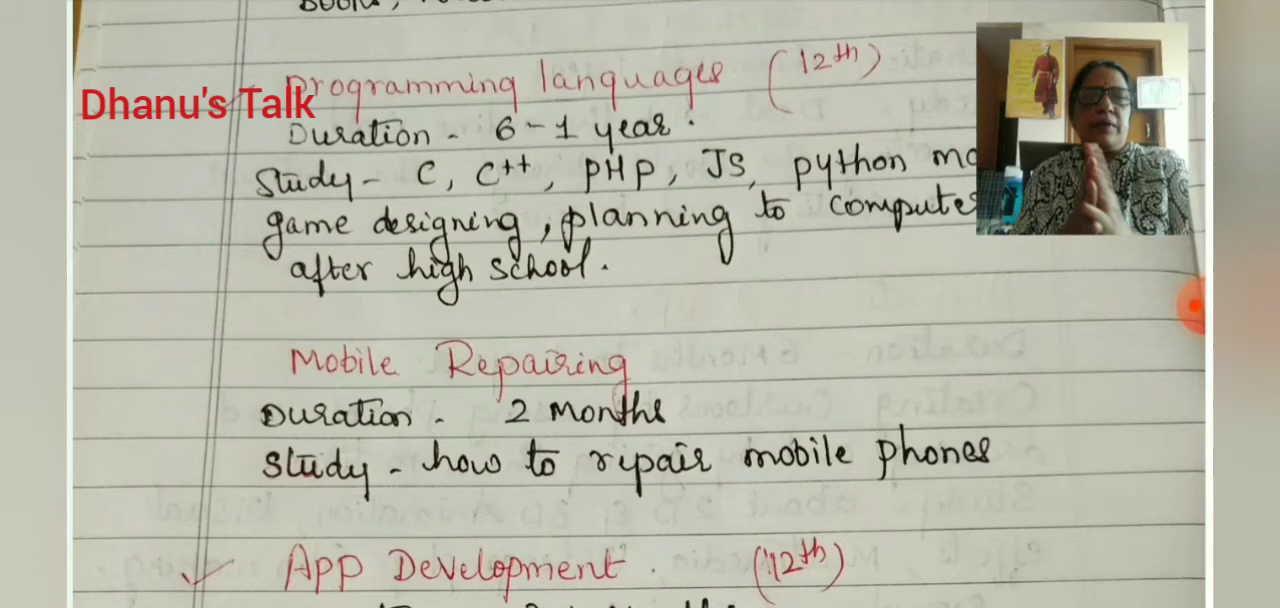 Programming languages (12th)
Dhanu's Talk
Duration - 6-1 year.
Study - C, C++, PHP, JS, python
game designing, planning to compute
after high school.
Mobile Repairing
Duration - 2 Months
Study - how to repair mobile phones
App Development. (12th)